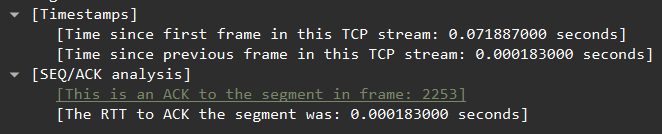 [Timestamps]
[Time since first frame in this TCP stream: 0.071887000 seconds]
[Time since previous frame in this TCP stream: 0.000183000 seconds]
[SEQ/ACK analysis]
[This is an ACK to the segment in frame: 2253]
[The RTT to ACK the segment was: 0.000183000 seconds]